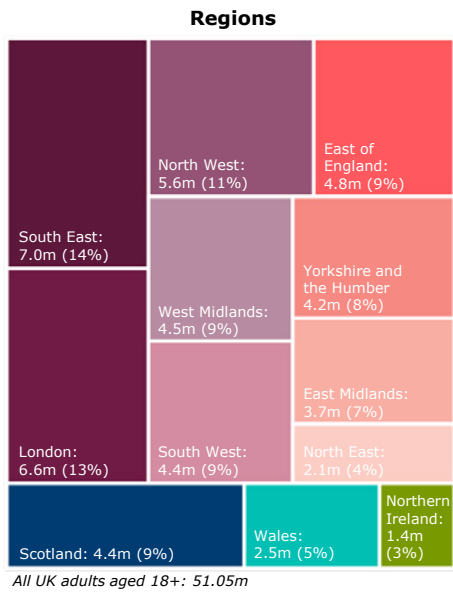 Regions
South East:
7.0m (14%)
North West:
5.6m (11%)
East of
England:
4.8m (9%)
West Midlands:
4.5m (9%)
Yorkshire and
the Humber
4.2m (8%)
East Midlands:
3.7m (7%)
London:
6.6m (13%)
South West:
4.4m (9%)
North East:
2.1m (4%)
Scotland: 4.4m (9%)
Wales:
2.5m (5%)
Northern
Ireland:
1.4m
(3%)
All UK adults aged 18+: 51.05m